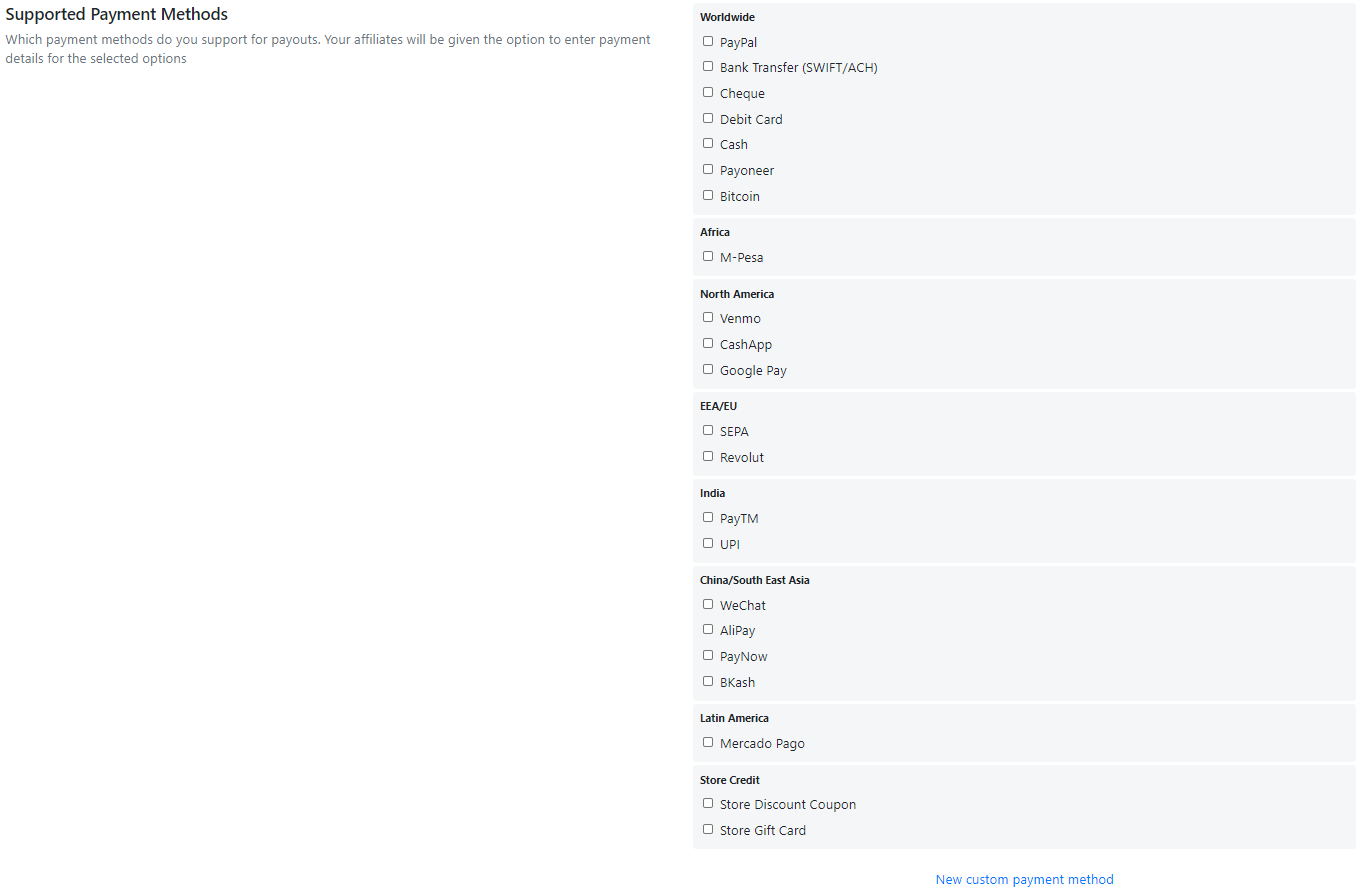 Supported Payment Methods
Which payment methods do you support for payouts. Your affiliates will be given the option to enter payment
details for the selected options
Worldwide
PayPal
Bank Transfer (SWIFT/ACH)
Cheque
Debit Card
Cash
Payoneer
Bitcoin
Africa
M-Pesa
North America
Venmo
CashApp
Google Pay
EEA/EU
SEPA
Revolut
India
PayTM
UPI
China/South East Asia
WeChat
AliPay
PayNow
BKash
Latin America
Mercado Pago
Store Credit
Store Discount Coupon
Store Gift Card
New custom payment method